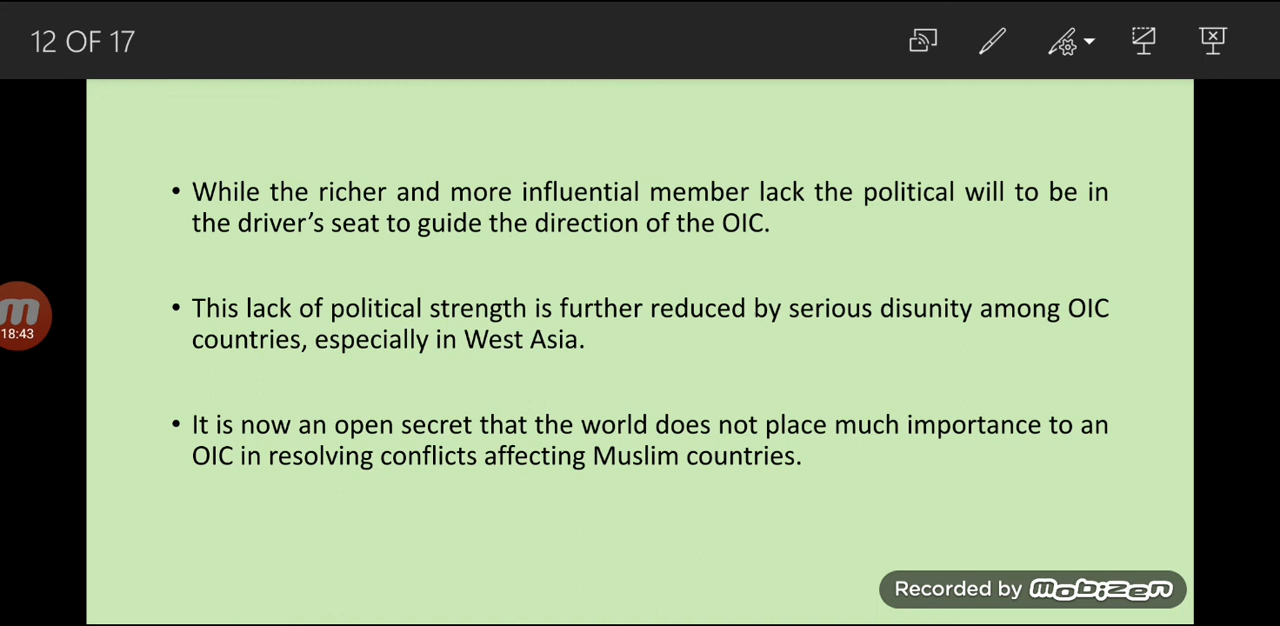 12 OF 17
• While the richer and more influential member lack the political will to be in
the driver’s seat to guide the direction of the OIC.
• This lack of political strength is further reduced by serious disunity among OIC
countries, especially in West Asia.
18:43
• It is now an open secret that the world does not place much importance to an
OIC in resolving conflicts affecting Muslim countries.
Recorded by mobizen